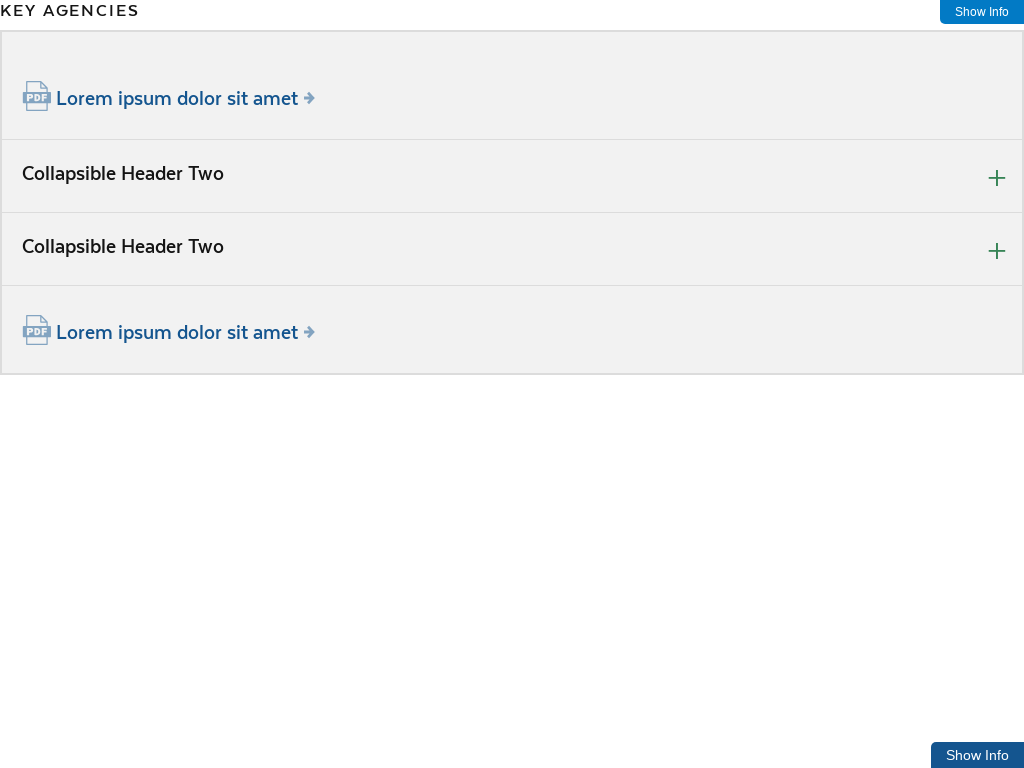 KEY AGENCIES
Show Info
PDF Lorem ipsum dolor sit amet
Collapsible Header Two
Collapsible Header Two
PDF Lorem ipsum dolor sit amet
Show Info